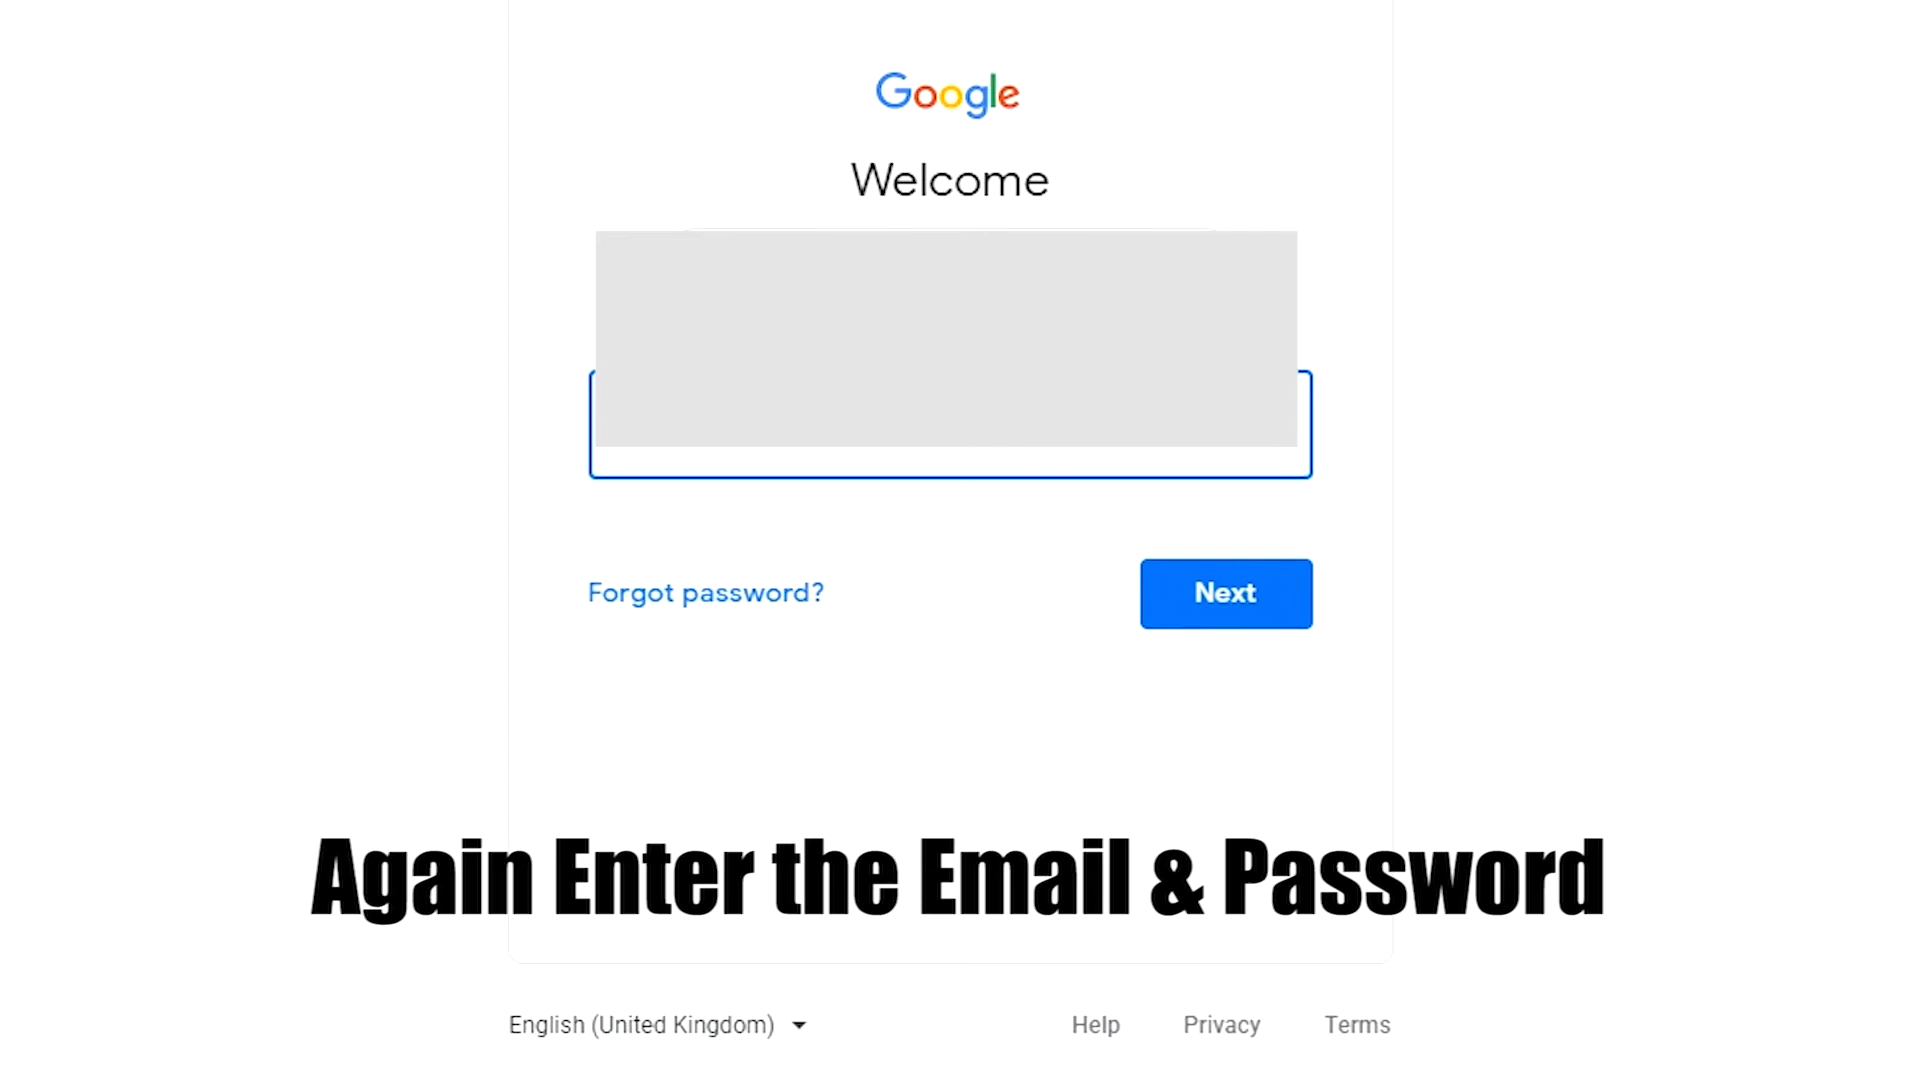 Google
Welcome
Forgot password?
Next
Again Enter the Email & Password
English (United Kingdom)
Help
Privacy
Terms